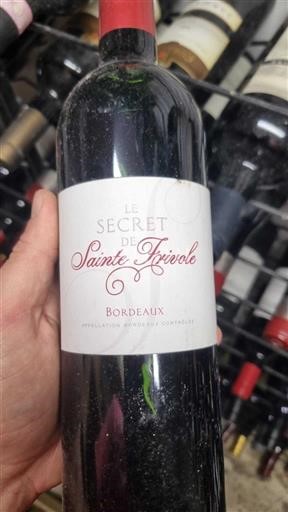 LE
SECRET
DE
Sainte Frivole
BORDEAUX
APPELLATION BORDEAUX CONTRÔLÉE